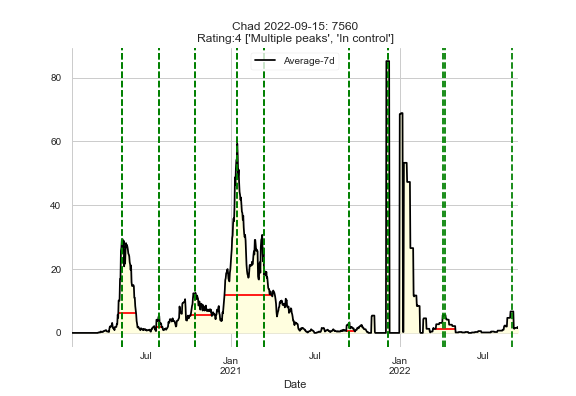 Chad 2022-09-15: 7560
Rating:4 ['Multiple peaks', 'In control']
Average-7d
80
60
40
20
0
Jul
Jan
2021
Jul
Jan
2022
Jul
Date